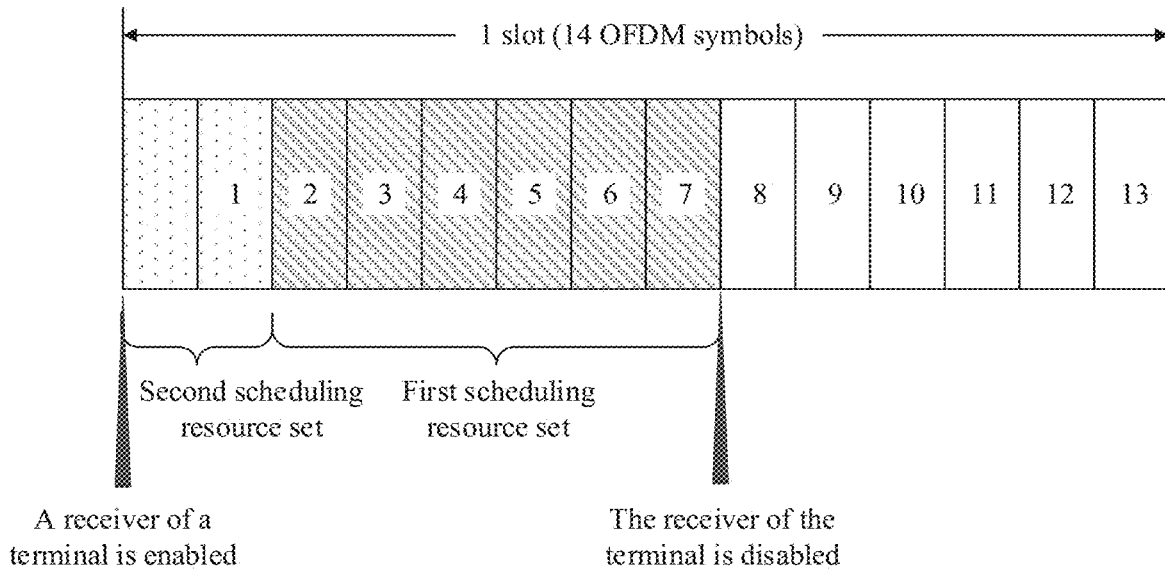 1 slot (14 OFDM symbols)
1 2 3 4 5 6 7 8 9 10 11 12 13
Second scheduling
resource set
First scheduling
resource set
A receiver of a
terminal is enabled
The receiver of the
terminal is disabled